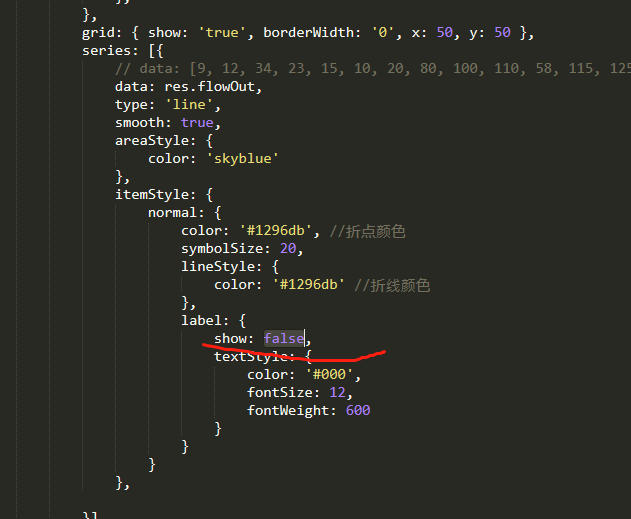 },
grid: { show: 'true', borderWidth: '0', x: 50, y: 50 },
series: [{
// data: [9, 12, 34, 23, 15, 10, 20, 80, 100, 110, 58, 115, 125
data: res.flowOut,
type: 'line',
smooth: true,
areaStyle: {
color: 'skyblue'
},
itemStyle: {
normal: {
color: '#1296db', //折点颜色
symbolSize: 20,
lineStyle: {
color: '#1296db' //折线颜色
},
label: {
show: false,
textStyle: {
color: '#000',
fontSize: 12,
fontWeight: 600
}
}
}
},
}]